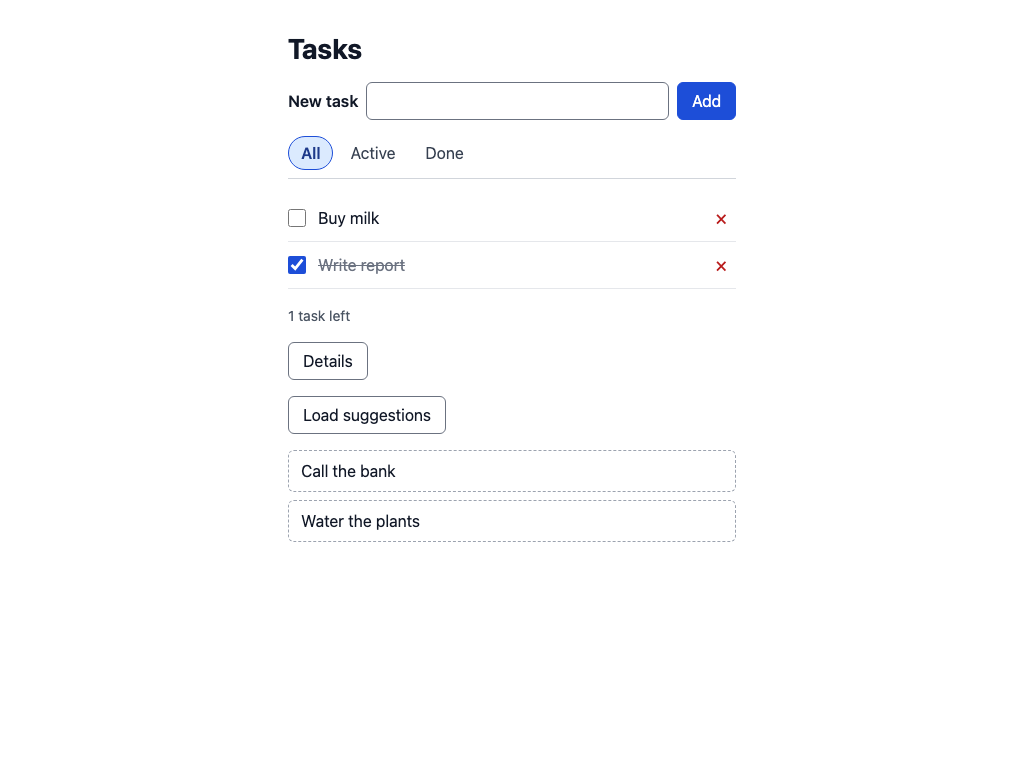 Tasks
New task Add
All Active Done
Buy milk ×
Write report ×
1 task left
Details
Load suggestions
Call the bank
Water the plants